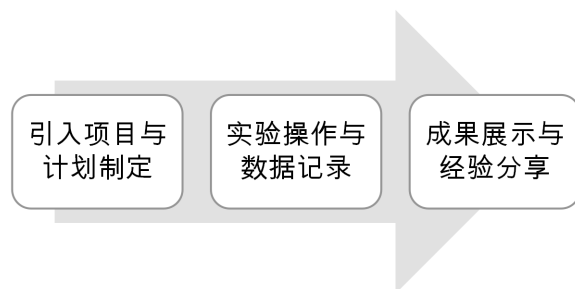 引入项目与
计划制定
实验操作与
数据记录
成果展示与
经验分享